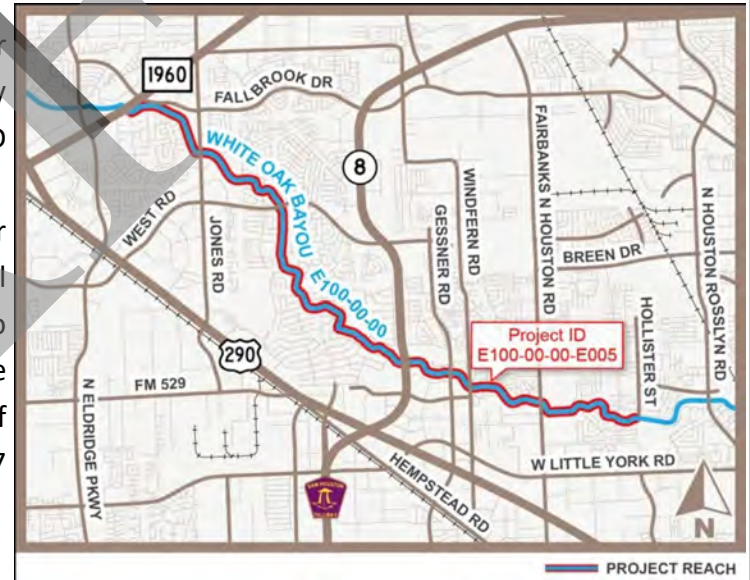 1960
FALLBROOK DR
WHITE OAK BAYOU E100-00-00
8
WEST RD
JONES RD
GESSNER RD
WINDFERN RD
FAIRBANKS N HOUSTON RD
N HOUSTON ROSSLYN RD
BREEN DR
HOLLISTER ST
Project ID
E100-00-00-E005
290
FM 529
N ELDRIDGE PKWY
HEMPSTEAD RD
W LITTLE YORK RD
N
PROJECT REACH
of
7